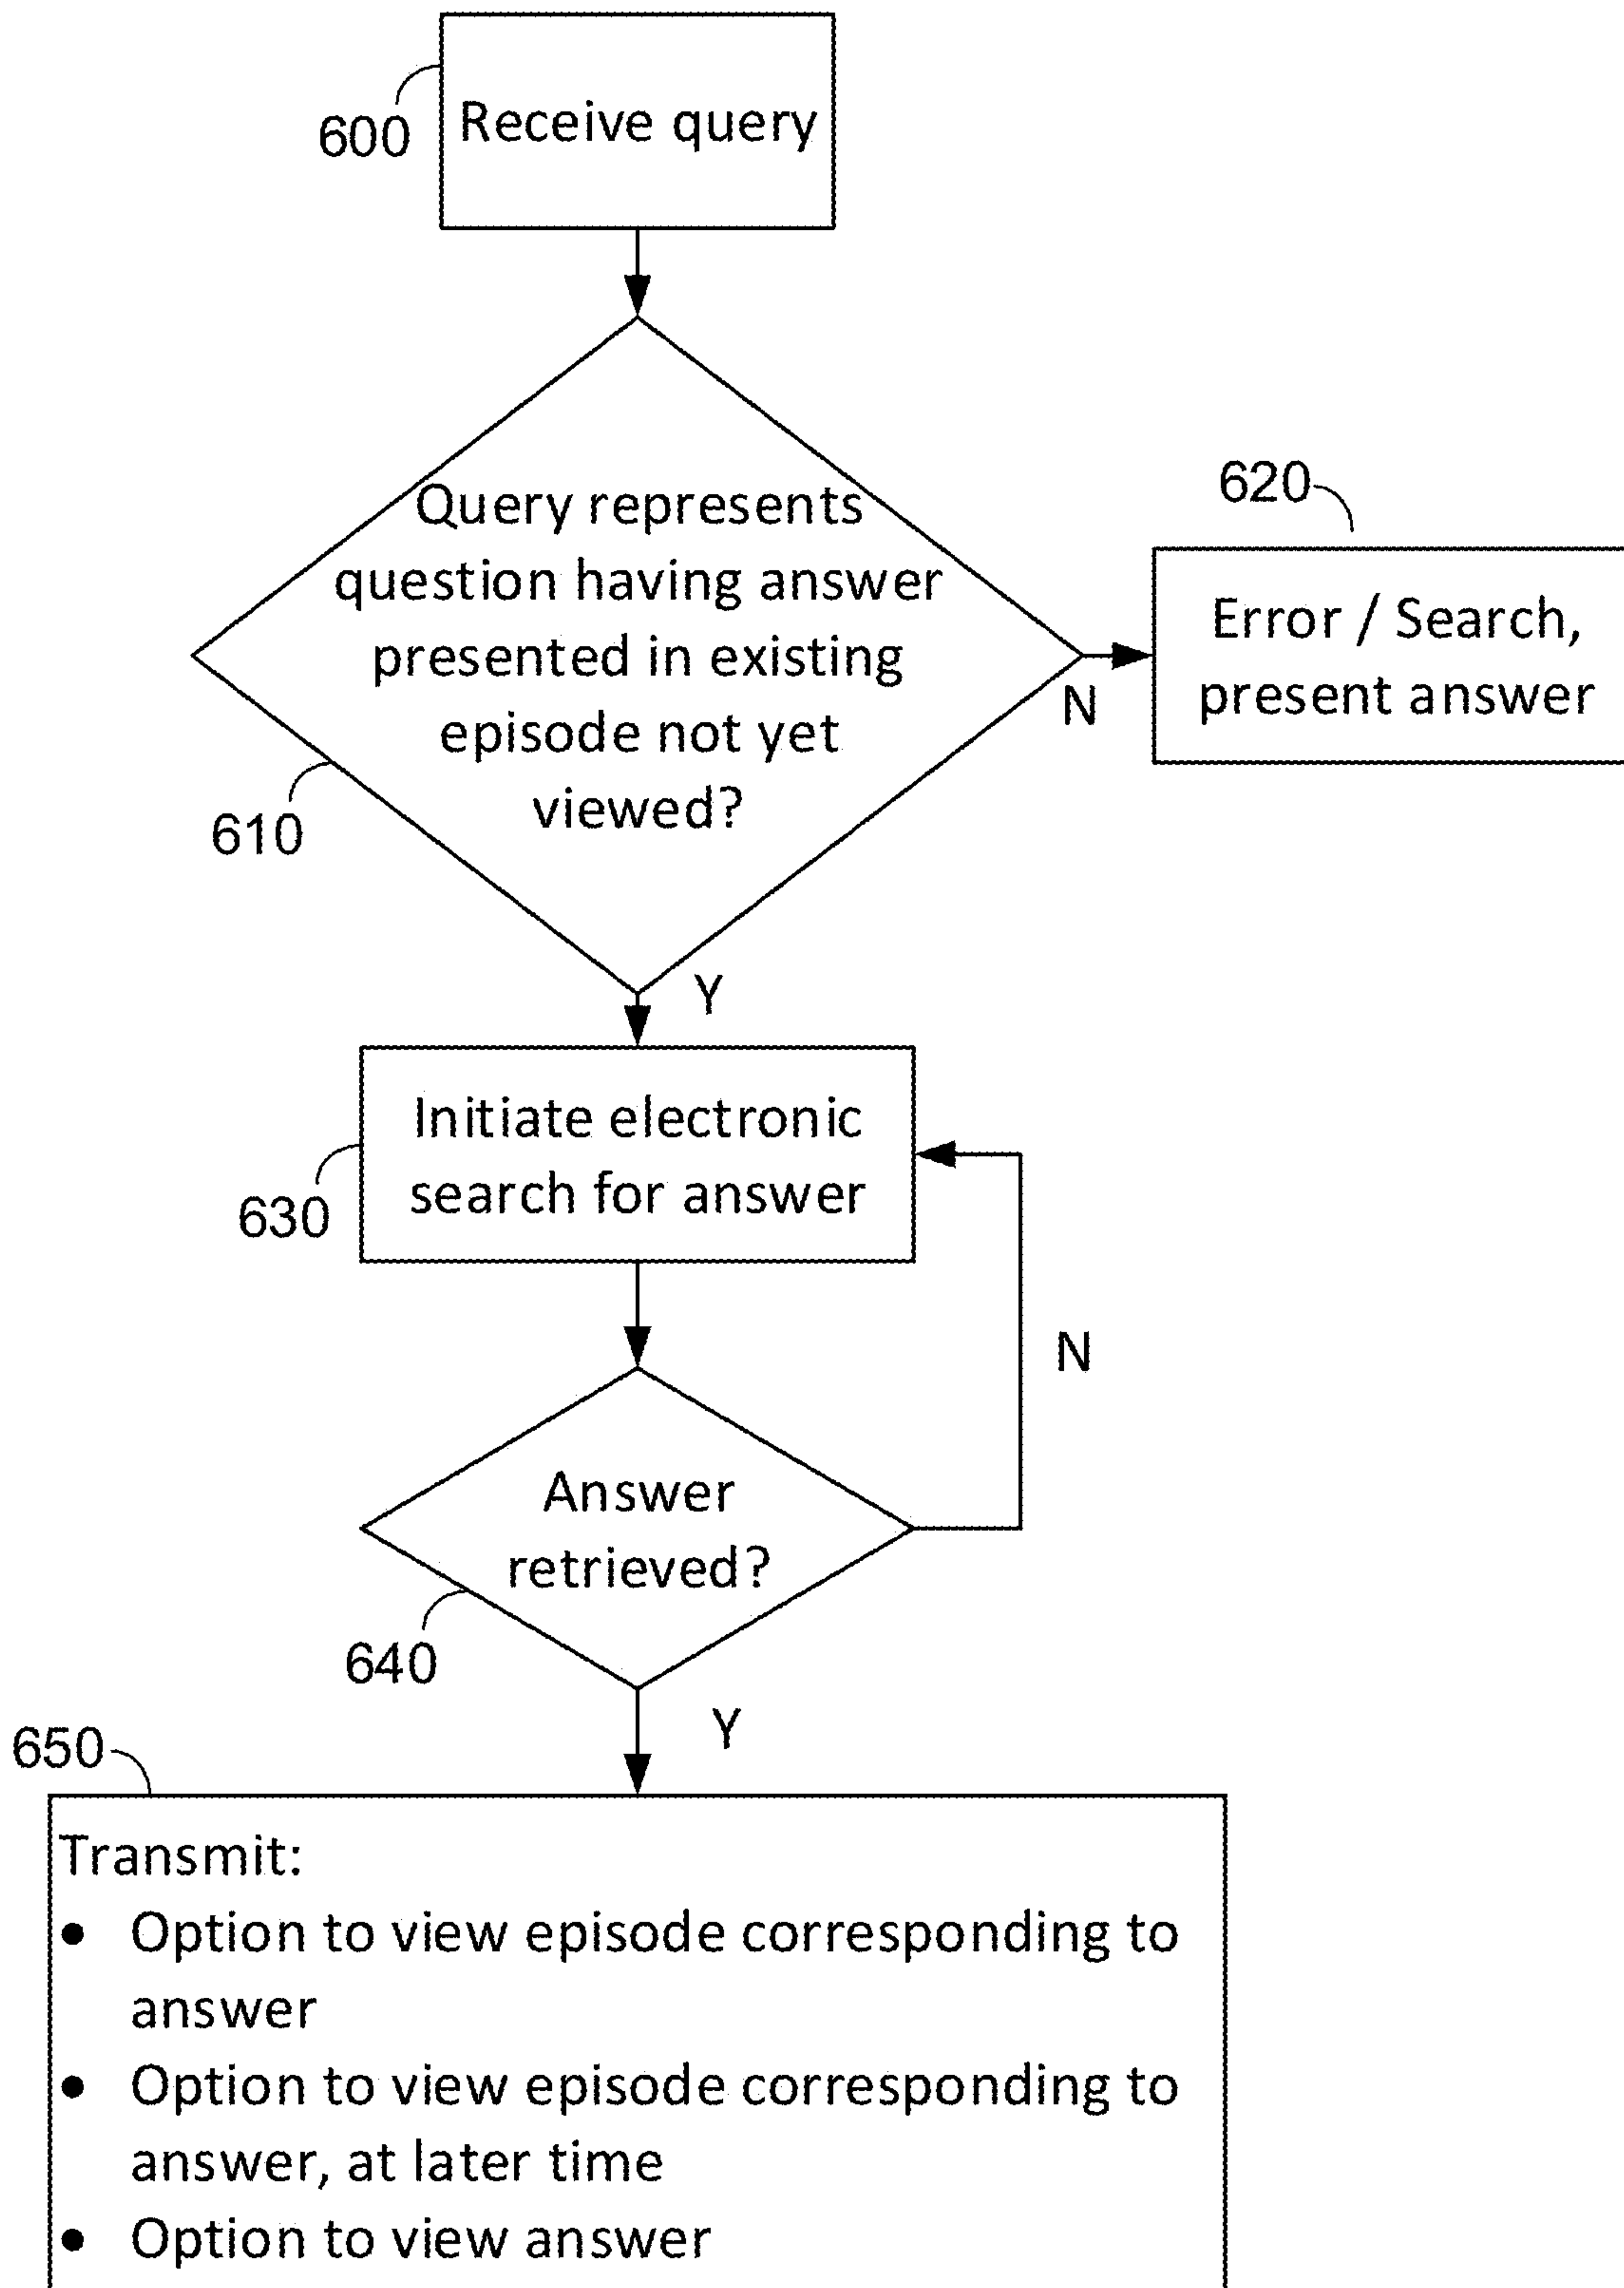 600
Receive query
Query represents
question having answer
presented in existing
episode not yet
viewed?
610
N
620
Error / Search,
present answer
Y
Initiate electronic
search for answer
630
N
Answer
retrieved?
640
Y
650
Transmit:
• Option to view episode corresponding to
answer
• Option to view episode corresponding to
answer, at later time
• Option to view answer